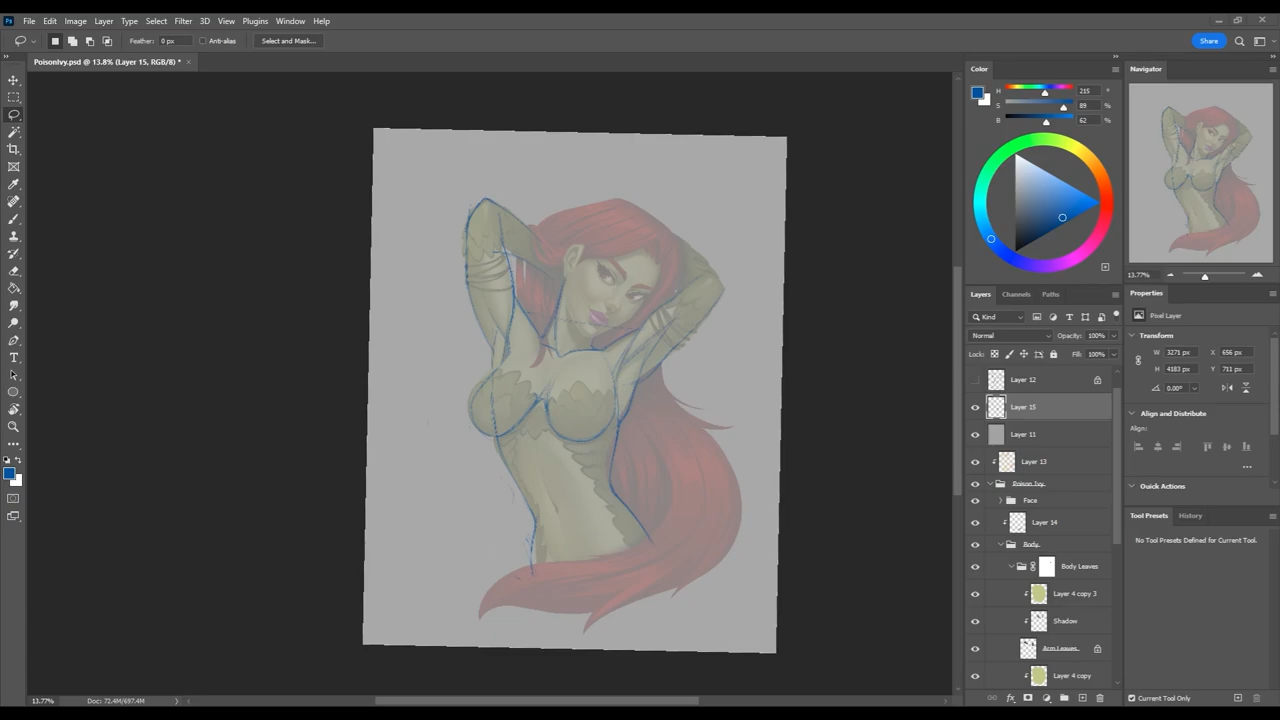 Ps File Edit Image Layer Type Select Filter 3D View Plugins Window Help
Feather: 0 px Anti-alias Select and Mask... Share
PoisonIvy.psd @ 13.8% (Layer 15, RGB/8) *
Color
H 215 °
S 89 %
B 62 %
Navigator
13.77%
Layers Channels Paths
Kind
Normal Opacity: 100%
Lock: Fill: 100%
Layer 12
Layer 15
Layer 11
Layer 13
Poison Ivy
Face
Layer 14
Body
Body Leaves
Layer 4 copy 3
Shadow
Arm Leaves
Layer 4 copy
Properties
Pixel Layer
Transform
W 3271 px X 656 px
H 4183 px Y 711 px
0.00°
Align and Distribute
Align:
Quick Actions
Tool Presets History
No Tool Presets Defined for Current Tool.
Current Tool Only
13.77% Doc: 72.4M/697.4M